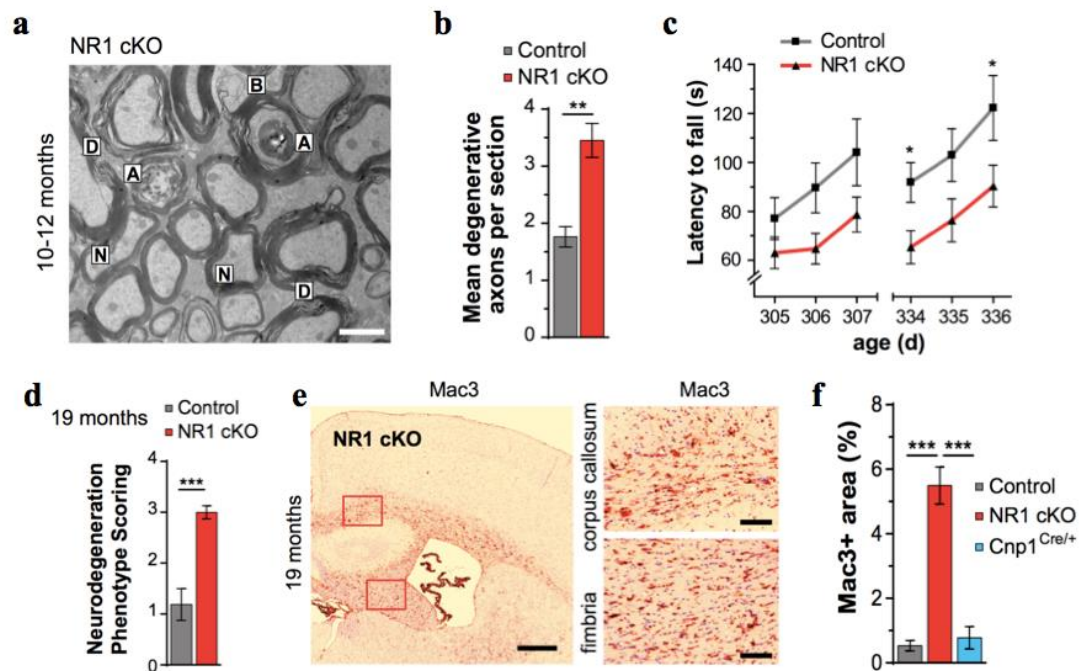 a
NR1 cKO
10-12 months
B
D
A
A
N
N
D
b
Control
NR1 cKO
Mean degenerative
axons per section
4
3
2
1
0
**
c
Control
NR1 cKO
Latency to fall (s)
140
120
100
80
60
*
*
305 306 307 334 335 336
age (d)
d
19 months
Control
NR1 cKO
Neurodegeneration
Phenotype Scoring
4
3
2
1
0
***
e
Mac3
Mac3
NR1 cKO
19 months
corpus callosum
fimbria
f
Mac3+ area (%)
8
6
4
2
0
*** ***
Control
NR1 cKO
Cnp1Cre/+